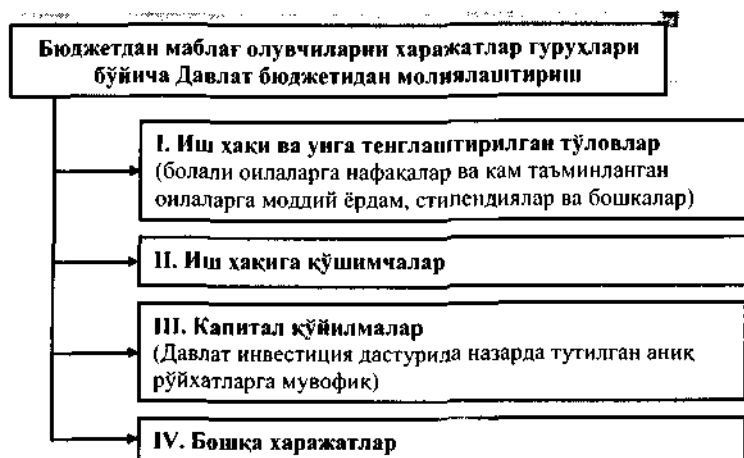 Бюджетдан маблағ олувчиларни харажатлар гуруҳлари
бўйича Давлат бюджетидан молиялаштириш
I. Иш ҳақи ва унга тенглаштирилган тўловлар
(болали оилаларга нафақалар ва кам таъминланган
оилаларга моддий ёрдам, стипендиялар ва бошкалар)
II. Иш ҳақига қўшимчалар
III. Капитал қўйилмалар
(Давлат инвестиция дастурида назарда тутилган аниқ
рўйхатларга мувофиқ)
IV. Бошқа харажатлар